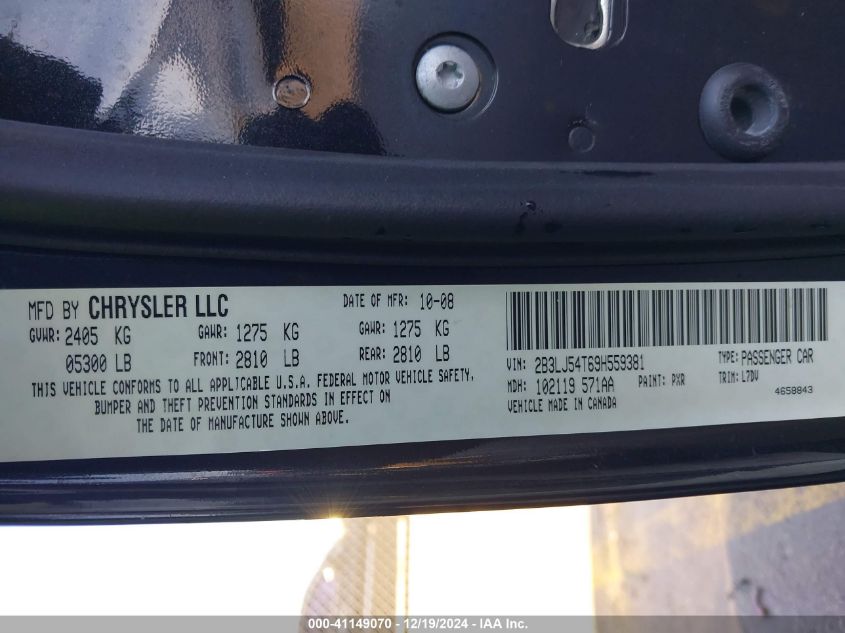 MFD BY CHRYSLER LLC DATE OF MFR: 10-08
GVWR: 2405 KG GAWR: 1275 KG GAWR: 1275 KG
05300 LB FRONT: 2810 LB REAR: 2810 LB
THIS VEHICLE CONFORMS TO ALL APPLICABLE U.S.A. FEDERAL MOTOR VEHICLE SAFETY,
BUMPER AND THEFT PREVENTION STANDARDS IN EFFECT ON
THE DATE OF MANUFACTURE SHOWN ABOVE.
VIN: 2B3LJ54T69H559381 TYPE: PASSENGER CAR
MDH: 102119 571AA PAINT: PXR TRIM: L7DV
VEHICLE MADE IN CANADA 4658843
000-41149070 - 12/19/2024 - IAA Inc.